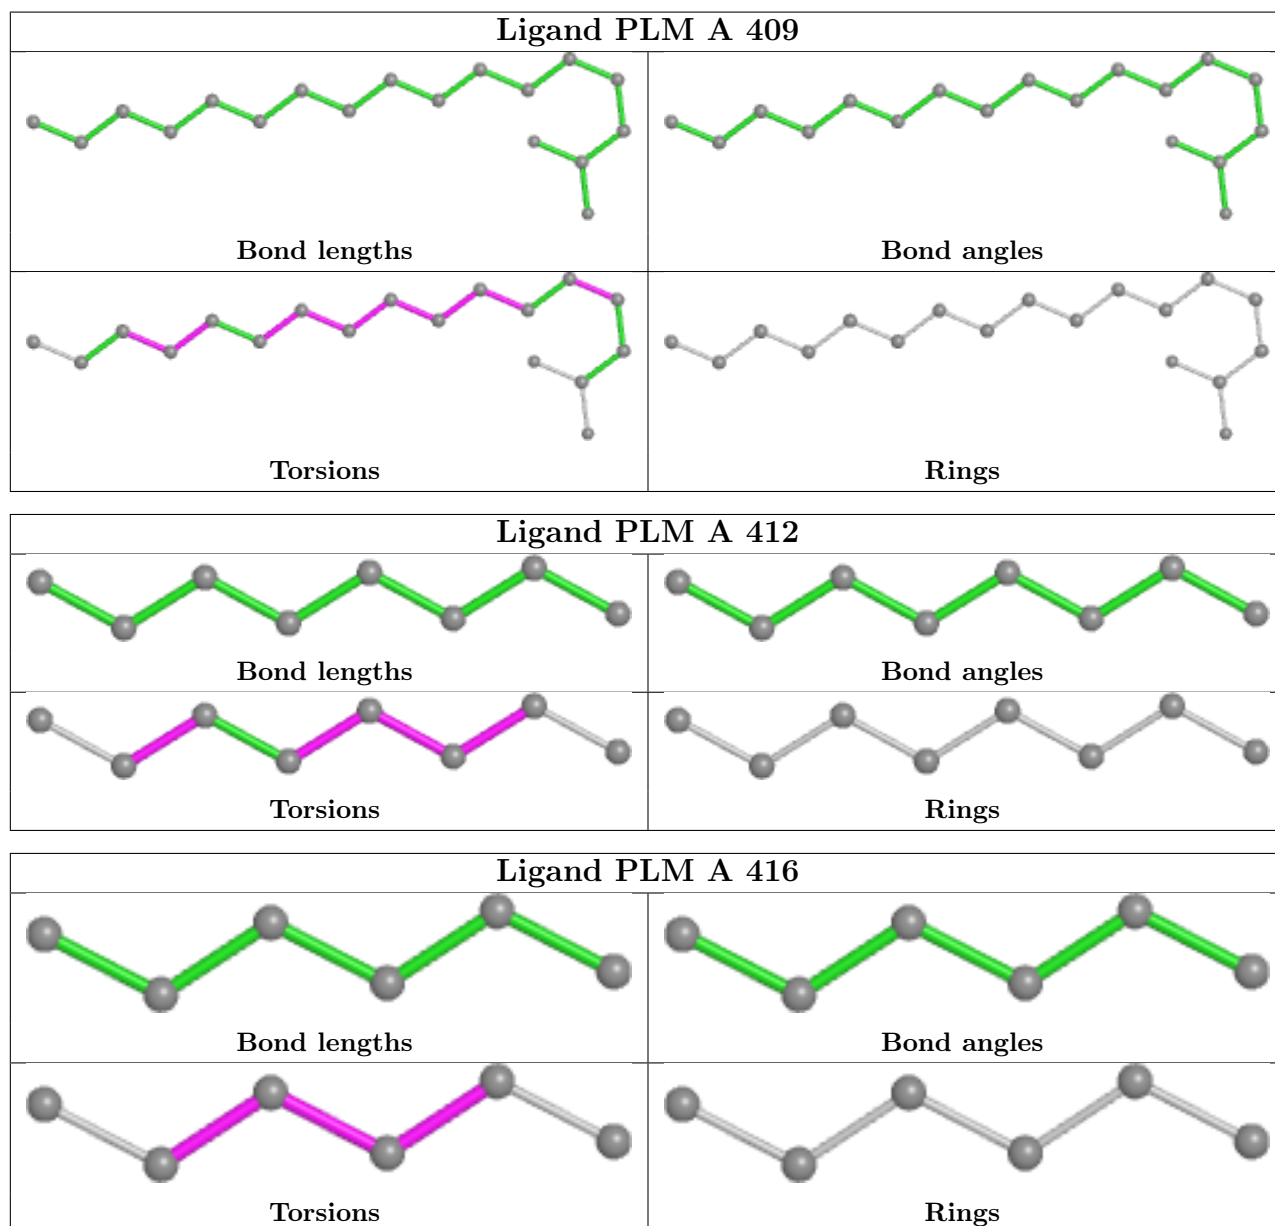 Ligand PLM A 409
Bond lengths
Bond angles
Torsions
Rings
Ligand PLM A 412
Bond lengths
Bond angles
Torsions
Rings
Ligand PLM A 416
Bond lengths
Bond angles
Torsions
Rings